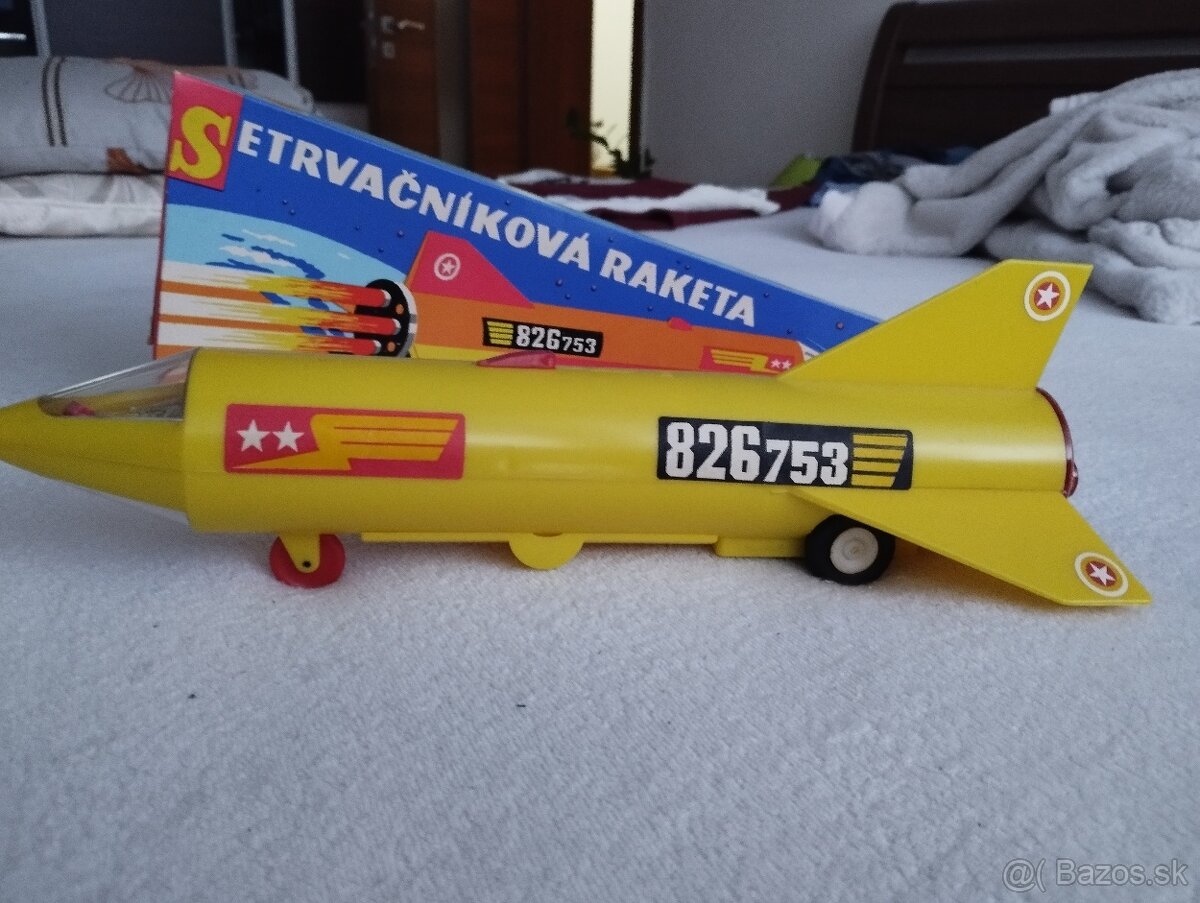 SETRVAČNÍKOVÁ RAKETA
826753
826753
@( Bazos.sk